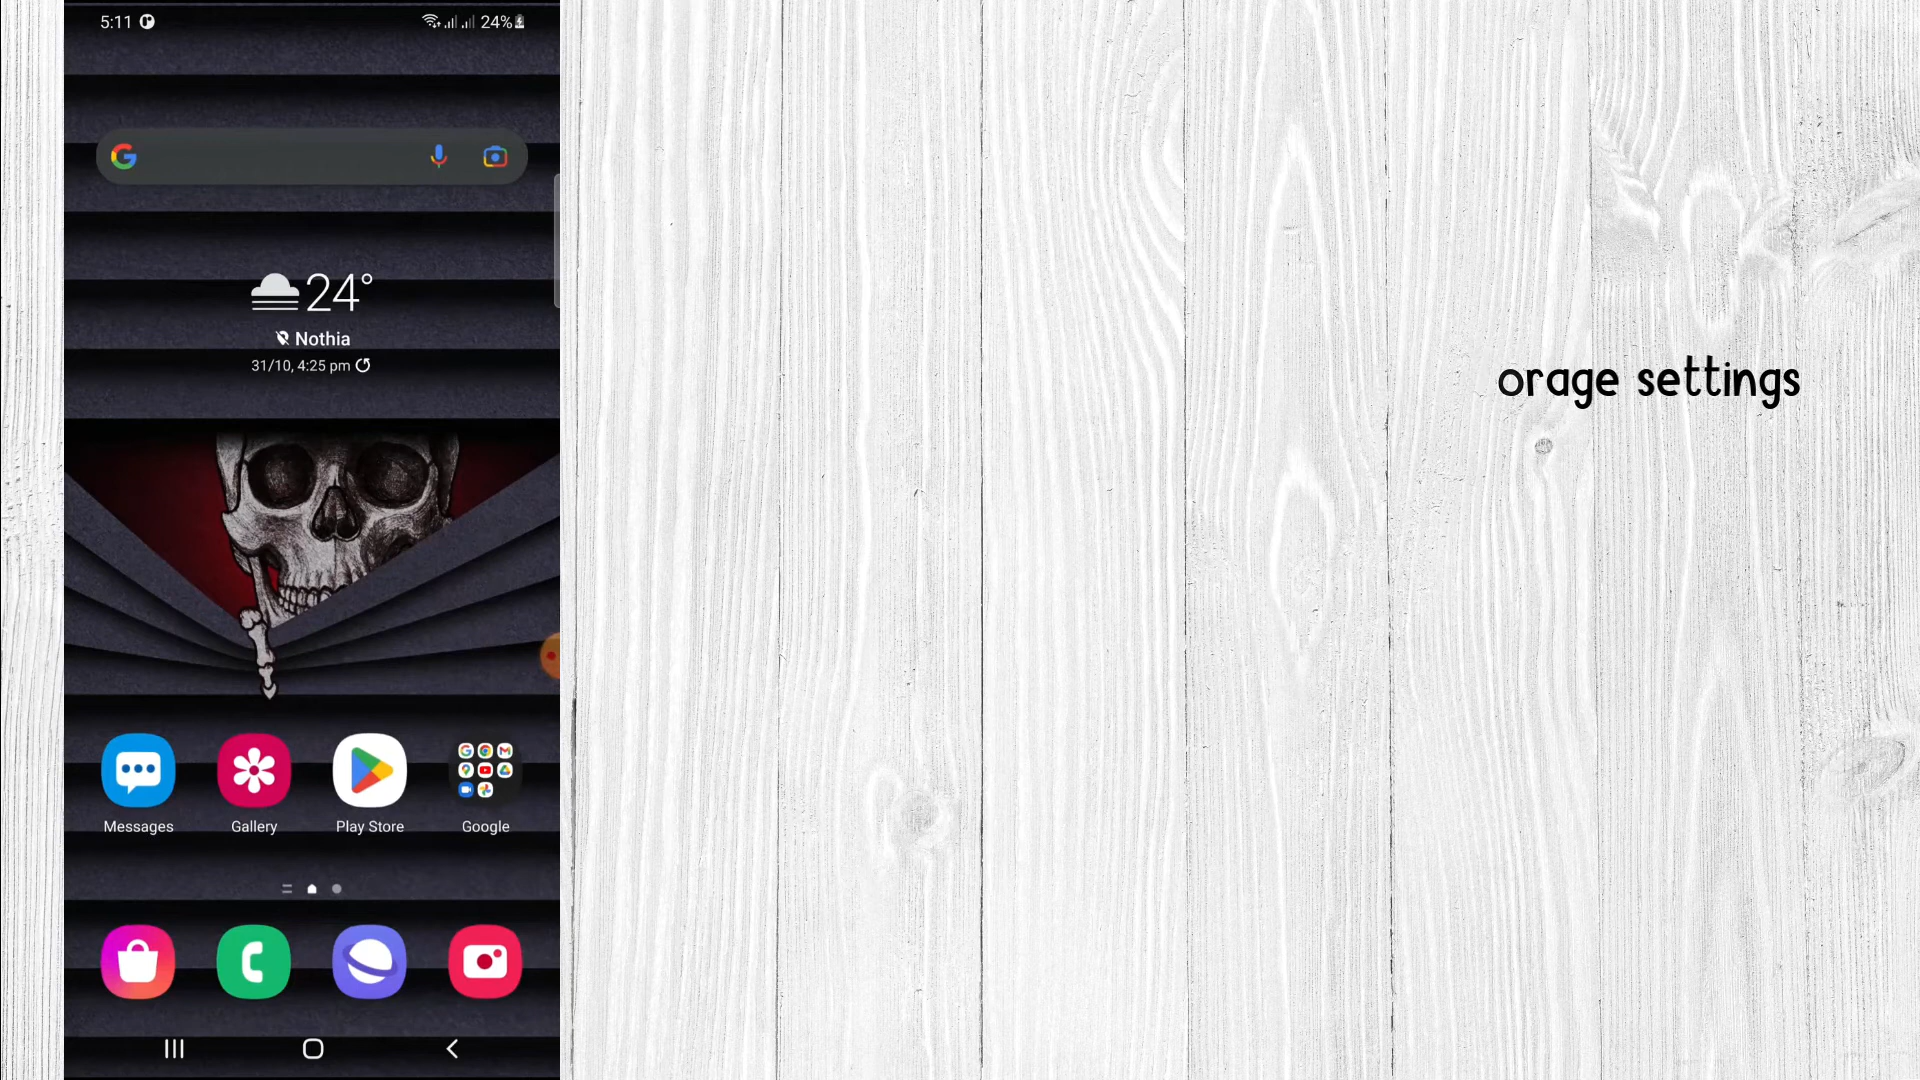 5:11
24%
24°
Nothia
31/10, 4:25 pm
orage settings
Messages
Gallery
Play Store
Google